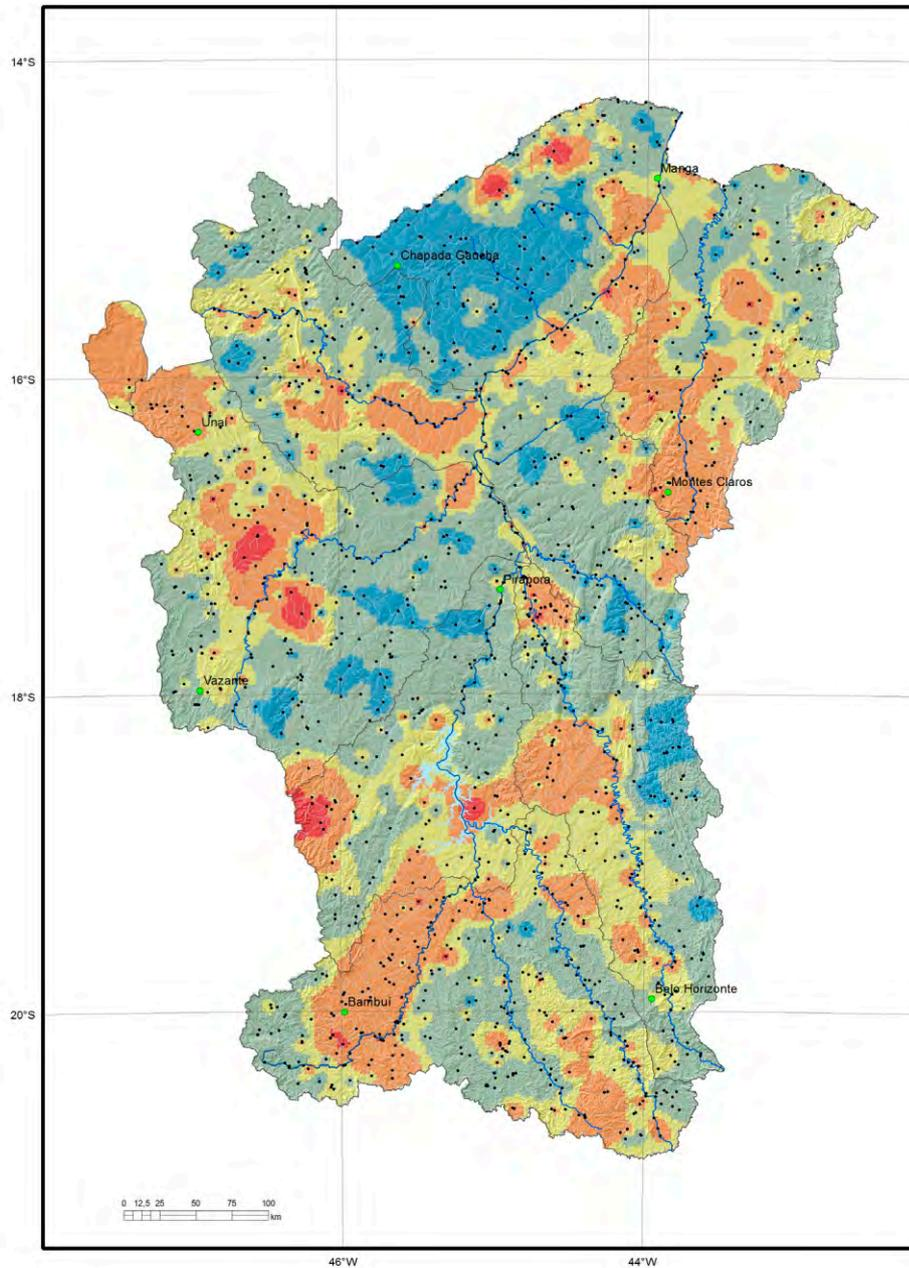 14°S
Manga
Chapada Gaúcha
16°S
Unaí
Montes Claros
Pirapora
Vazante
18°S
Belo Horizonte
20°S
Bambuí
0 12,5 25 50 75 100
km
46°W 44°W